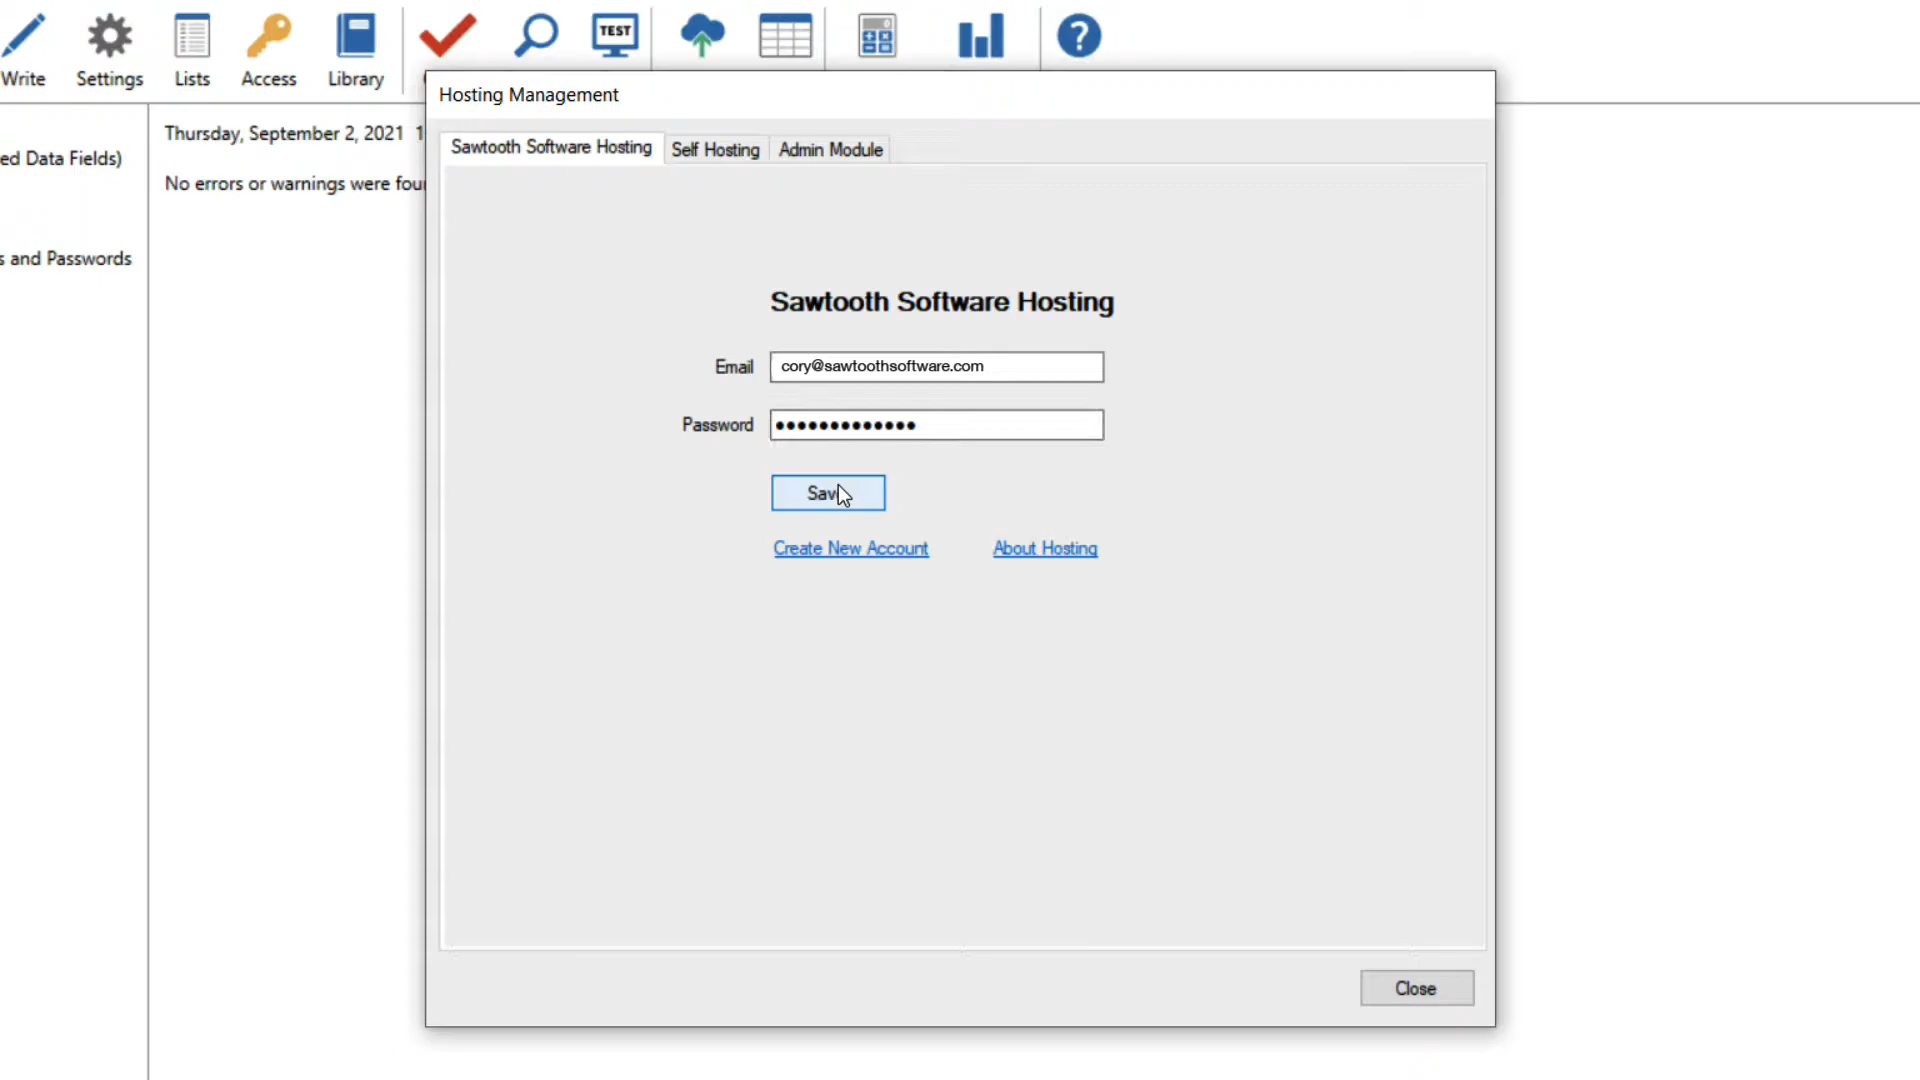 TEST
Write Settings Lists Access Library
Hosting Management
Thursday, September 2, 2021
Sawtooth Software Hosting Self Hosting Admin Module
ed Data Fields)
No errors or warnings were
s and Passwords
Sawtooth Software Hosting
Email cory@sawtoothsoftware.com
Password •••••••••••••
Save
Create New Account About Hosting
Close